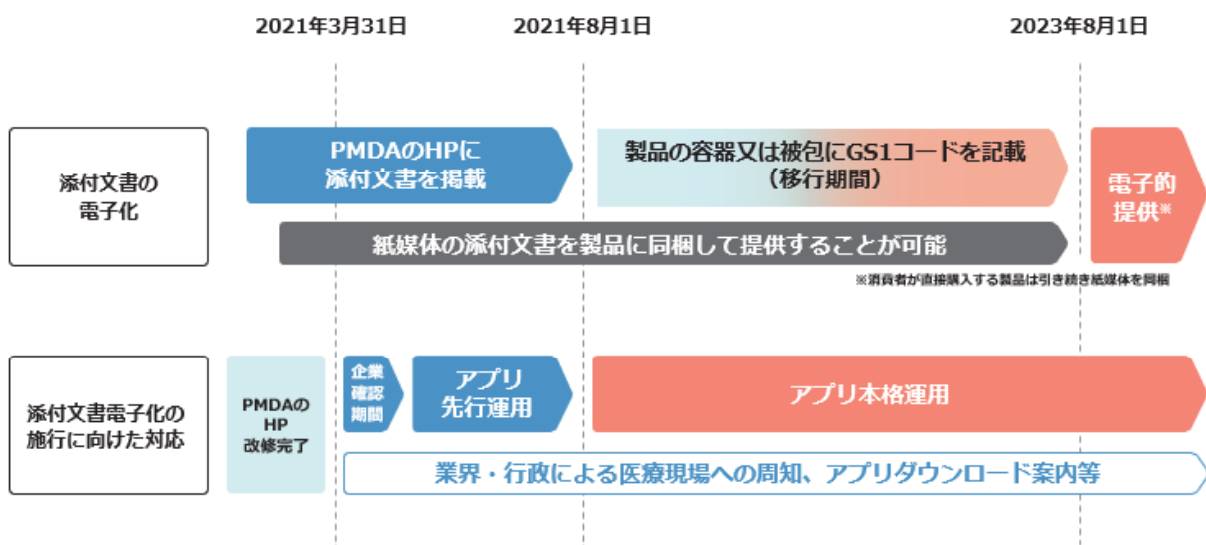 2021年3月31日
2021年8月1日
2023年8月1日
添付文書の
電子化
PMDAのHPに
添付文書を掲載
製品の容器又は被包にGS1コードを記載
（移行期間）
電子的
提供※
紙媒体の添付文書を製品に同梱して提供することが可能
※消費者が直接購入する製品は引き続き紙媒体を同梱
添付文書電子化の
施行に向けた対応
PMDAの
HP
改修完了
企業
確認
期間
アプリ
先行運用
アプリ本格運用
業界・行政による医療現場への周知、アプリダウンロード案内等